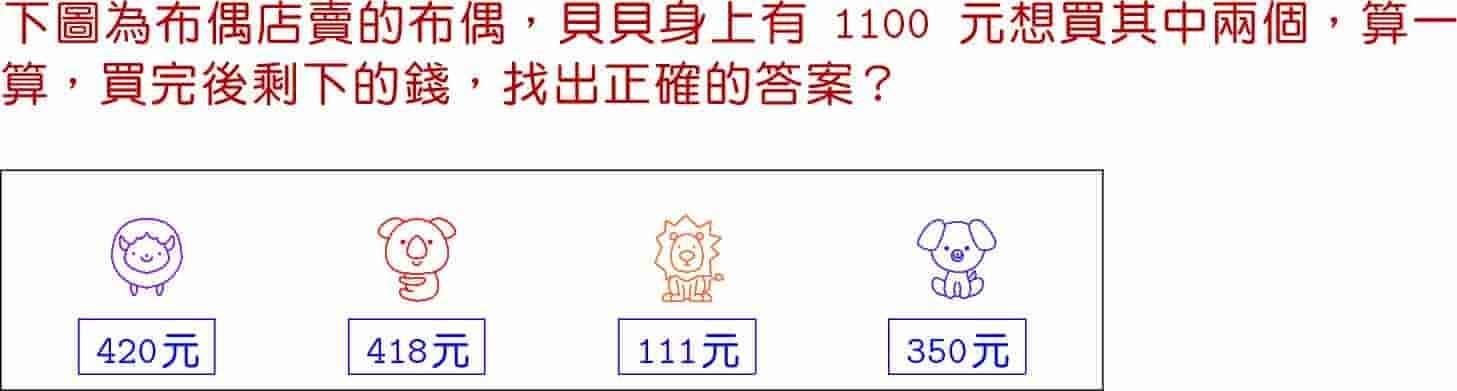 下圖為布偶店賣的布偶，貝貝身上有 1100 元想買其中兩個，算一
算，買完後剩下的錢，找出正確的答案？
420元 418元 111元 350元